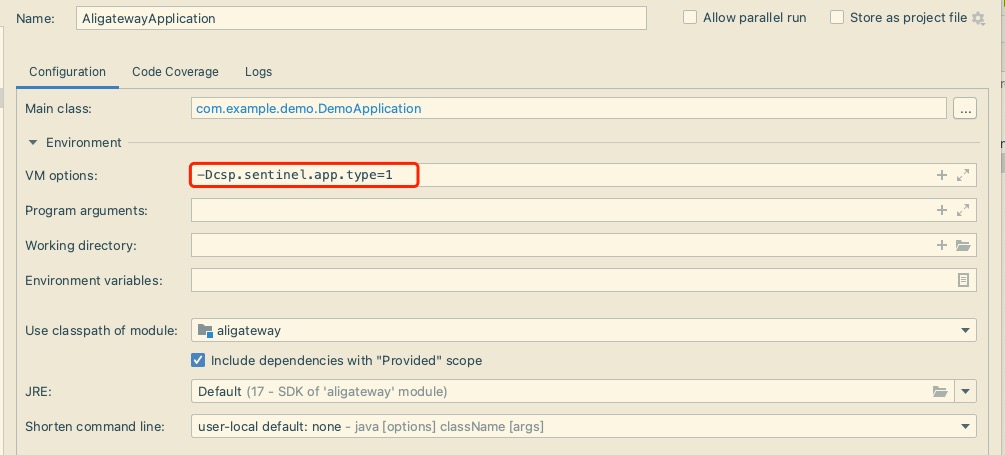 Name: AligatewayApplication Allow parallel run Store as project file
Configuration Code Coverage Logs
Main class: com.example.demo.DemoApplication ...
Environment
VM options: -Dcsp.sentinel.app.type=1
Program arguments:
Working directory:
Environment variables:
Use classpath of module: aligateway
Include dependencies with "Provided" scope
JRE: Default (17 - SDK of 'aligateway' module)
Shorten command line: user-local default: none - java [options] className [args]